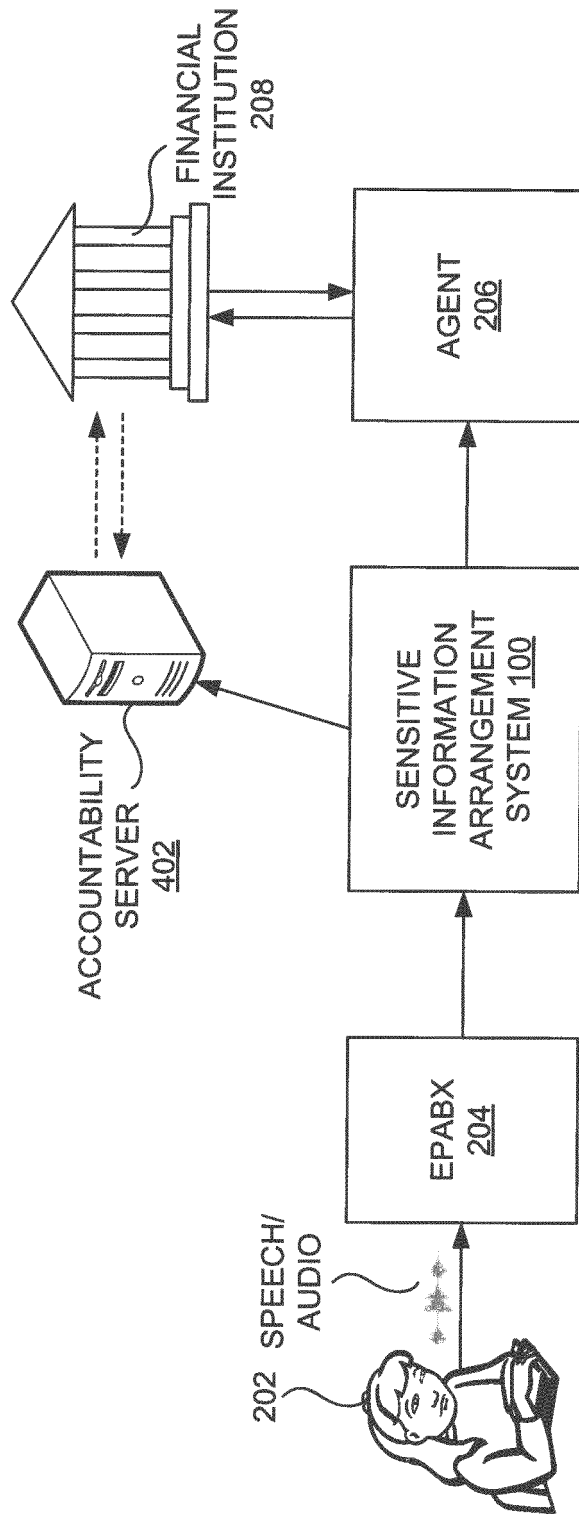 ACCOUNTABILITY
SERVER
402
FINANCIAL
INSTITUTION
208
202
SPEECH/
AUDIO
EPABX
204
SENSITIVE
INFORMATION
ARRANGEMENT
SYSTEM 100
AGENT
206